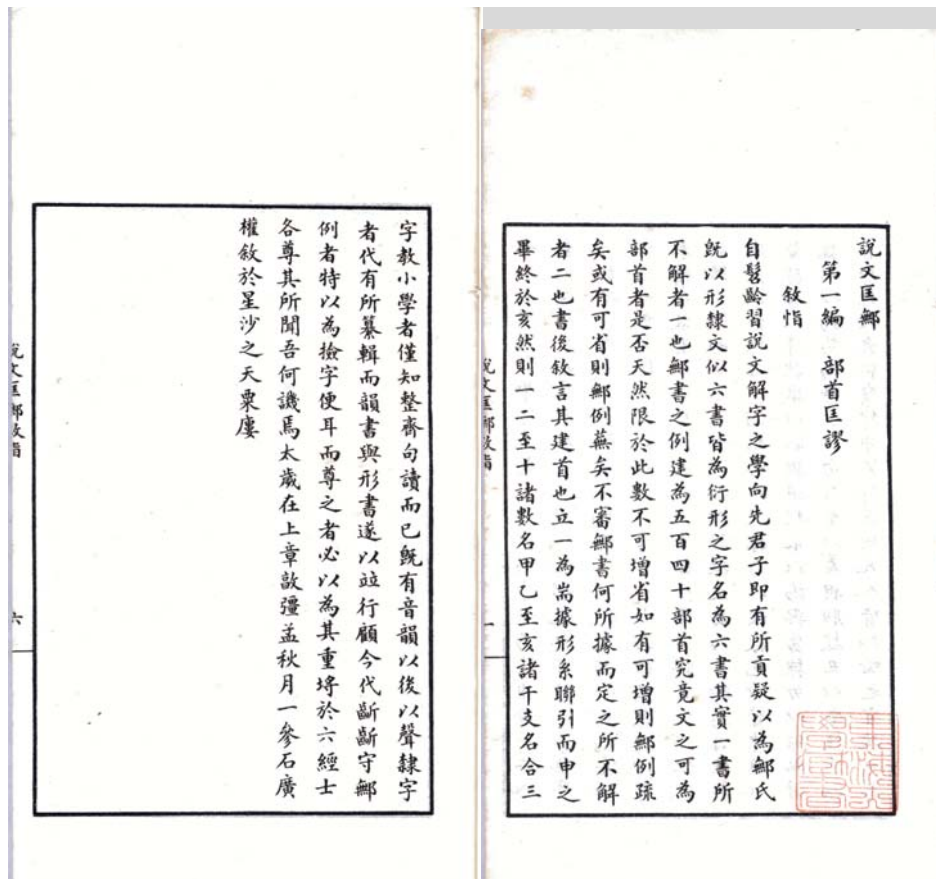 說文匡鄦
第一編 部首匡謬
敘恉
自髫齡習說文解字之學向先君子即有所貢疑以為鄦氏
既以形隸文似六書皆為衍形之字名為六書其實一書所
不解者一也鄦書之例建為五百四十部首究竟文之可為
部首者是否天然限於此數不可增省如有可增則鄦例疏
矣或有可省則鄦例蕪矣不審鄦書何所據而定之所不解
者二也書後敘言其建首也立一為耑據形系聯引而申之
畢終於亥然則一二至十諸數名甲乙至亥諸干支名合三
說文匡鄦敘恉
一
字教小學者僅知整齊句讀而已既有音韻以後以聲隸字
者代有所纂輯而韻書與形書遂以竝行顧今代齗齗守鄦
例者特以為撿字便耳而尊之者必以為其重埒於六經士
各尊其所聞吾何譏焉太歲在上章敦彊孟秋月一參石廣
權敘於星沙之天粟廔
說文匡鄦敘恉
六